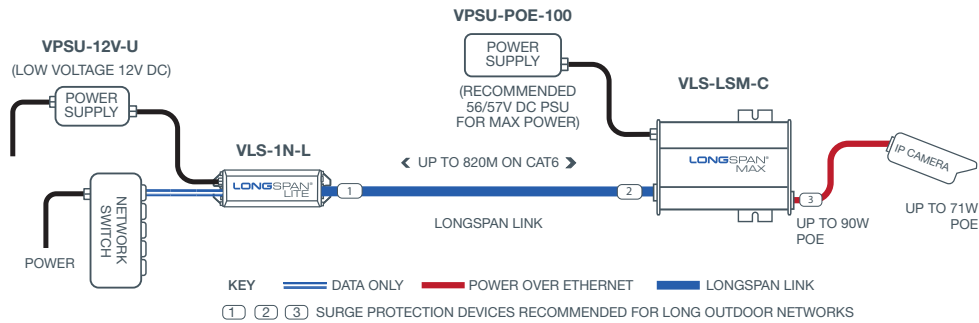 VPSU-12V-U
(LOW VOLTAGE 12V DC)
POWER
SUPPLY
VLS-1N-L
LONGSPAN®
LITE
NETWORK
SWITCH
POWER
VPSU-POE-100
POWER
SUPPLY
(RECOMMENDED
56/57V DC PSU
FOR MAX POWER)
UP TO 820M ON CAT6
1
2
LONGSPAN LINK
VLS-LSM-C
LONGSPAN®
MAX
3
UP TO 90W
POE
IP CAMERA
UP TO 71W
POE
KEY
DATA ONLY
POWER OVER ETHERNET
LONGSPAN LINK
1 2 3 SURGE PROTECTION DEVICES RECOMMENDED FOR LONG OUTDOOR NETWORKS